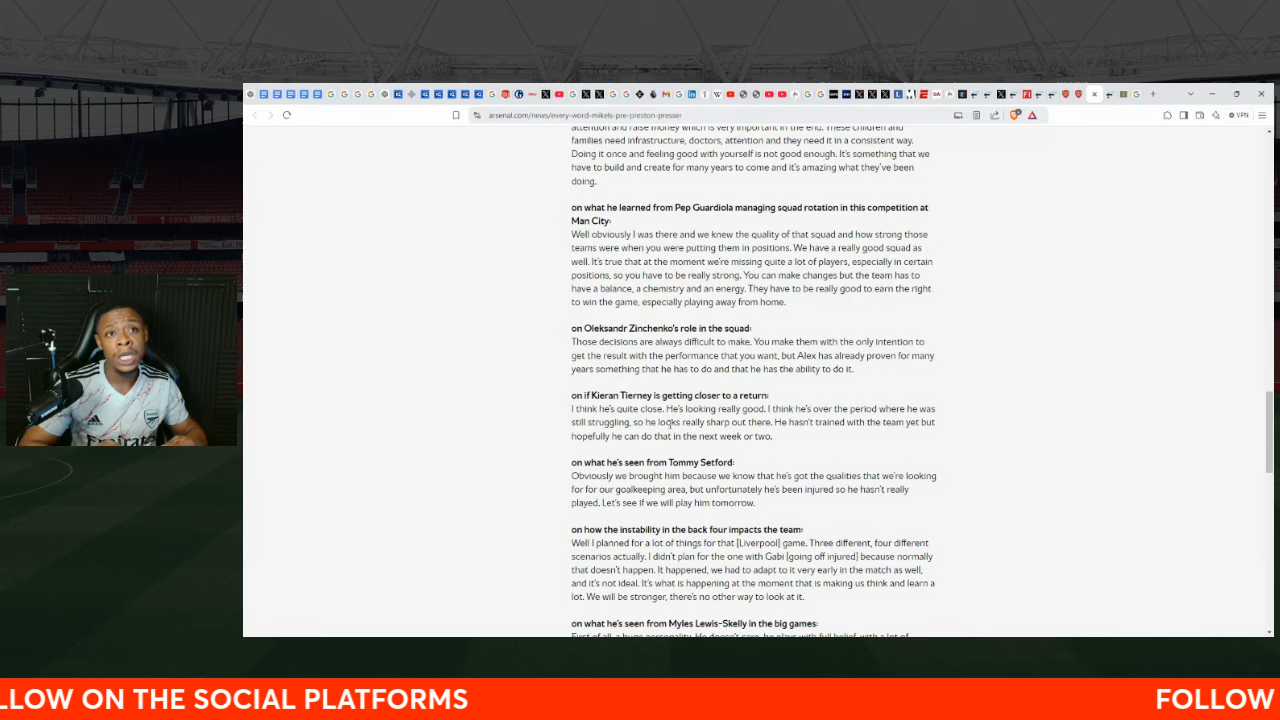 arsenal.com/news/every-word-mikels-pre-preston-presser
VPN
attention and raise money which is very important in the end. These children and
families need infrastructure, doctors, attention and they need it in a consistent way.
Doing it once and feeling good with yourself is not good enough. It's something that we
have to build and create for many years to come and it's amazing what they've been
doing.
on what he learned from Pep Guardiola managing squad rotation in this competition at
Man City:
Well obviously I was there and we knew the quality of that squad and how strong those
teams were when you were putting them in positions. We have a really good squad as
well. It's true that at the moment we're missing quite a lot of players, especially in certain
positions, so you have to be really strong. You can make changes but the team has to
have a balance, a chemistry and an energy. They have to be really good to earn the right
to win the game, especially playing away from home.
on Oleksandr Zinchenko's role in the squad:
Those decisions are always difficult to make. You make them with the only intention to
get the result with the performance that you want, but Alex has already proven for many
years something that he has to do and that he has the ability to do it.
on if Kieran Tierney is getting closer to a return:
I think he's quite close. He's looking really good. I think he's over the period where he was
still struggling, so he looks really sharp out there. He hasn't trained with the team yet but
hopefully he can do that in the next week or two.
on what he's seen from Tommy Setford:
Obviously we brought him because we know that he's got the qualities that we're looking
for for our goalkeeping area, but unfortunately he's been injured so he hasn't really
played. Let's see if we will play him tomorrow.
on how the instability in the back four impacts the team:
Well I planned for a lot of things for that [Liverpool] game. Three different, four different
scenarios actually. I didn't plan for the one with Gabi [going off injured] because normally
that doesn't happen. It happened, we had to adapt to it very early in the match as well,
and it's not ideal. It's what is happening at the moment that is making us think and learn a
lot. We will be stronger, there's no other way to look at it.
on what he's seen from Myles Lewis-Skelly in the big games:
First of all, a huge personality. He doesn't care, he plays with full belief, with a lot of
Arsenal
Emirates
LLOW ON THE SOCIAL PLATFORMS
FOLLOW